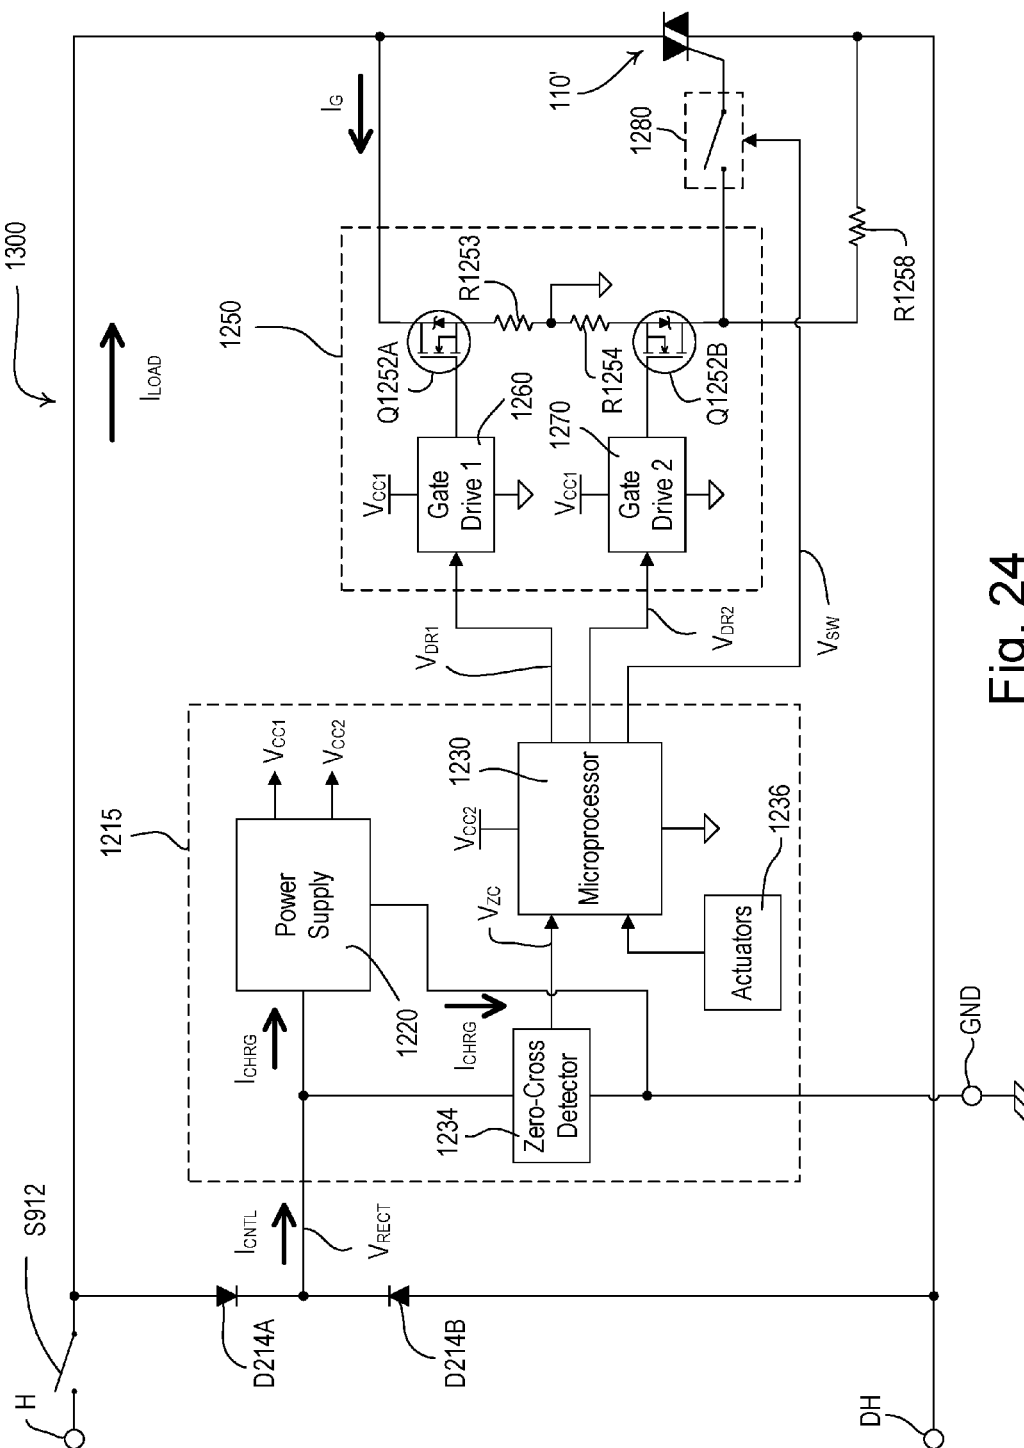 1300
I_LOAD
I_G
110'
1280
R1258
1250
Q1252A
R1253
1260
V_CC1
Gate
Drive 1
R1254
Q1252B
1270
V_CC1
Gate
Drive 2
V_DR1
V_DR2
V_SW
1215
V_CC1
V_CC2
Power
Supply
1220
I_CHRG
I_CHRG
1230
V_CC2
Microprocessor
V_ZC
1236
Actuators
1234
Zero-Cross
Detector
GND
S912
H
I_CNTL
V_RECT
D214A
D214B
DH
Fig. 24